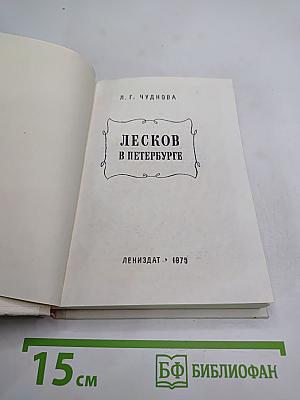 Л. Г. ЧУДНОВА
ЛЕСКОВ
В ПЕТЕРБУРГЕ
ЛЕНИЗДАТ • 1975
15 см
БФ БИБЛИОФАН